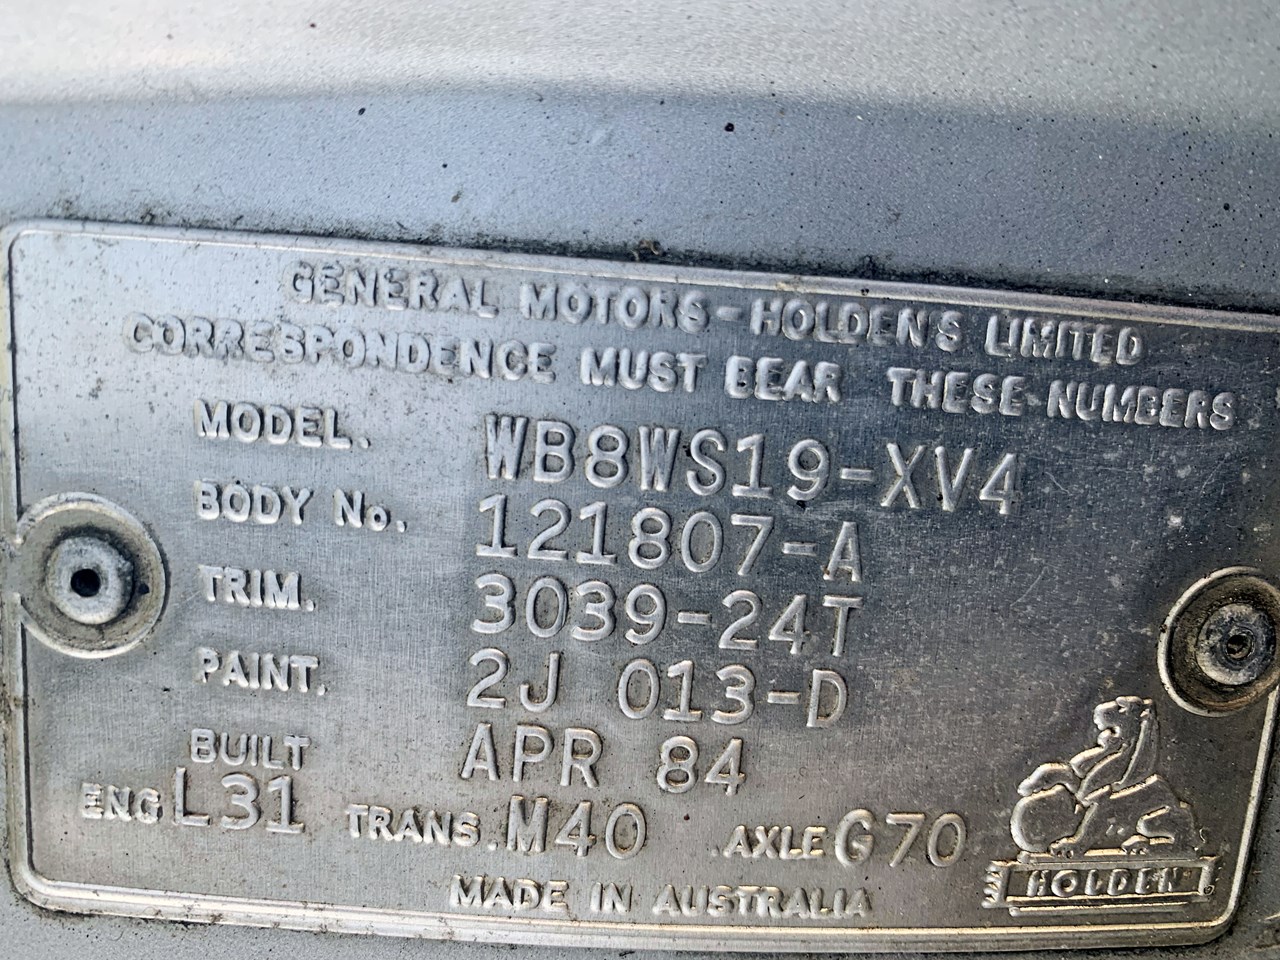 GENERAL MOTORS-HOLDEN'S LIMITED
CORRESPONDENCE MUST BEAR THESE NUMBERS
MODEL. WB8WS19-XV4
BODY No. 121807-A
TRIM. 3039-24T
PAINT. 2J 013-D
BUILT APR 84
ENG L31 TRANS. M40 AXLE G70
HOLDEN
MADE IN AUSTRALIA